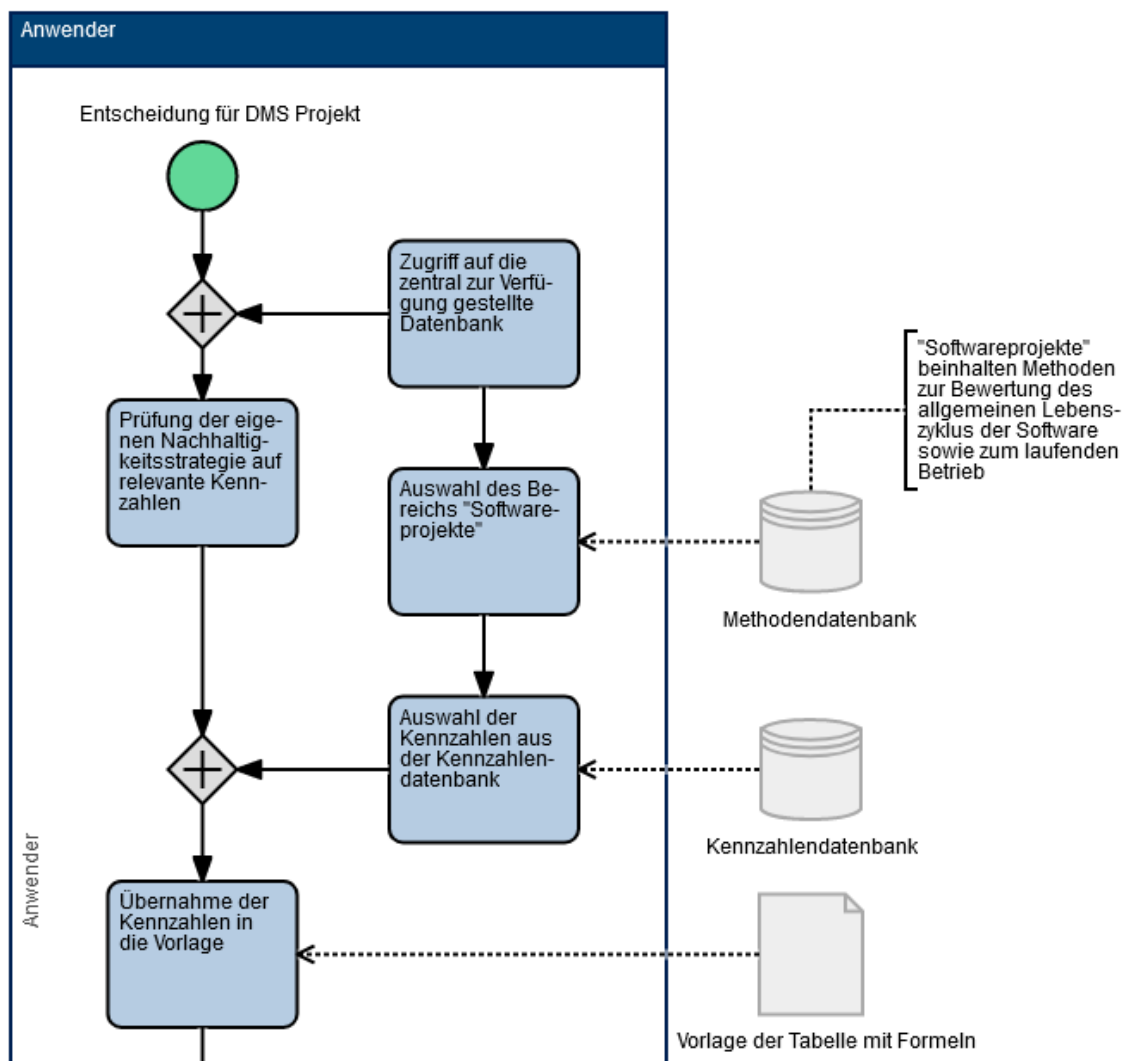 Anwender
Entscheidung für DMS Projekt
Zugriff auf die
zentral zur Verfü-
gung gestellte
Datenbank
"Softwareprojekte"
beinhalten Methoden
zur Bewertung des
allgemeinen Lebens-
zyklus der Software
sowie zum laufenden
Betrieb
Prüfung der eige-
nen Nachhaltig-
keitsstrategie auf
relevante Kenn-
zahlen
Auswahl des Be-
reichs "Software-
projekte"
Methodendatenbank
Auswahl der
Kennzahlen aus
der Kennzahlen-
datenbank
Kennzahlendatenbank
Anwender
Übernahme der
Kennzahlen in
die Vorlage
Vorlage der Tabelle mit Formeln